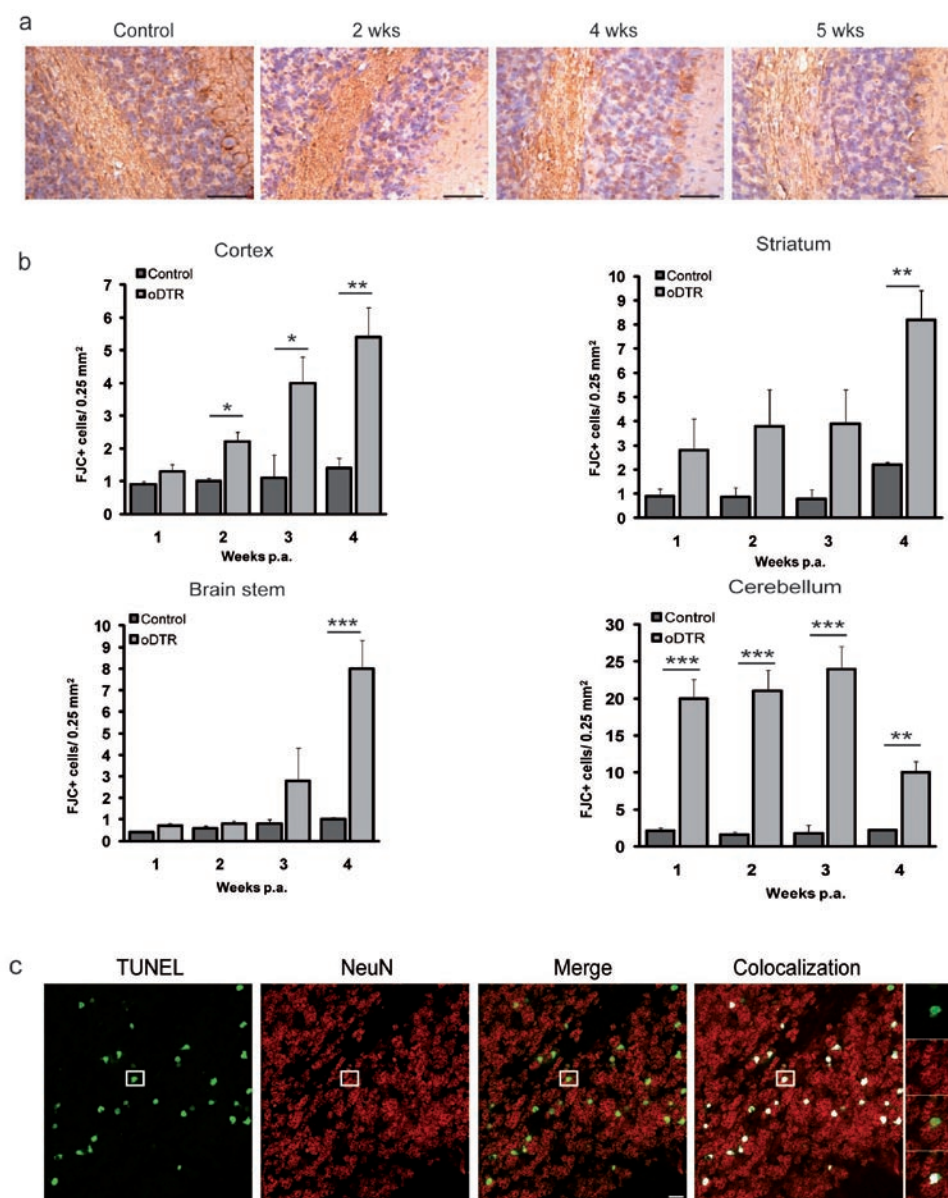 a
Control 2 wks 4 wks 5 wks
b
Cortex
Control
oDTR
FJC+ cells/ 0.25 mm²
7
6
5
4
3
2
1
0
* * **
1 2 3 4
Weeks p.a.
Striatum
Control
oDTR
FJC+ cells/ 0.25 mm²
10
9
8
7
6
5
4
3
2
1
0
**
1 2 3 4
Weeks p.a.
Brain stem
Control
oDTR
FJC+ cells/ 0.25 mm²
10
9
8
7
6
5
4
3
2
1
0
***
1 2 3 4
Weeks p.a.
Cerebellum
Control
oDTR
FJC+ cells/ 0.25 mm²
30
25
20
15
10
5
0
*** *** *** **
1 2 3 4
Weeks p.a.
c
TUNEL NeuN Merge Colocalization